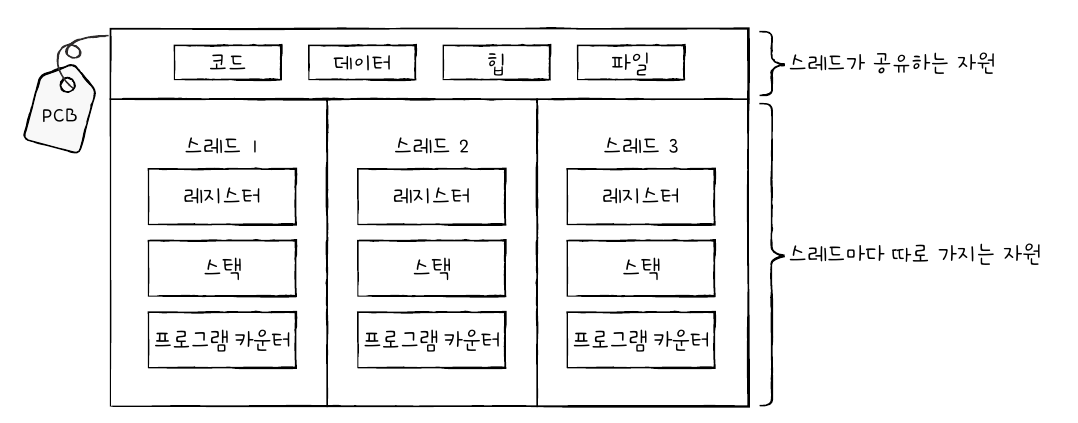 코드 데이터 힙 파일
스레드가 공유하는 자원
PCB
스레드 1 스레드 2 스레드 3
레지스터 레지스터 레지스터
스택 스택 스택
스레드마다 따로 가지는 자원
프로그램 카운터 프로그램 카운터 프로그램 카운터